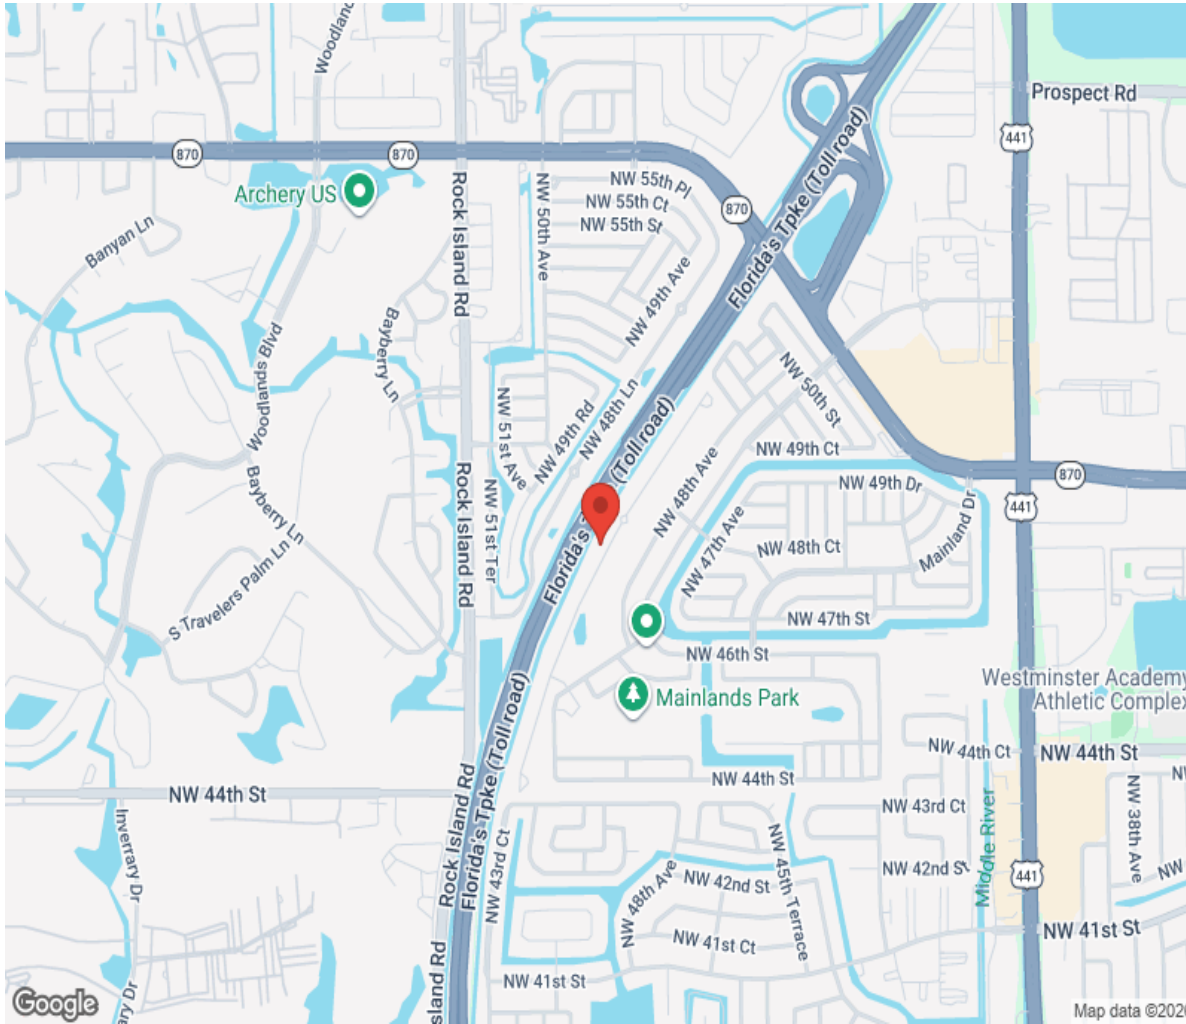 Woodland
Prospect Rd
441
870
870
NW 55th Pl
Archery US
Rock Island Rd
NW 50th Ave
NW 55th Ct
870
NW 55th St
Florida's Tpke (Toll road)
Banyan Ln
NW 49th Ave
Bayberry Ln
Woodlands Blvd
NW 50th St
NW 48th Ln
NW 51st Ave
NW 49th Rd
(Toll road)
NW 49th Ct
NW 48th Ave
Bayberry Ln
Rock Island Rd
NW 51st Ter
870
NW 49th Dr
441
Florida's
NW 47th Ave
NW 48th Ct
Mainland Dr
S Travelers Palm Ln
NW 47th St
NW 46th St
Westminster Academy
Athletic Complex
Mainlands Park
Florida's Tpke (Toll road)
NW 44th Ct
NW 44th St
NW 44th St
NW 44th St
Rock Island Rd
NW 43rd Ct
NW 43rd Ct
Inverrary Dr
Middle River
NW 38th Ave
NW 45th Terrace
NW 42nd St
NW 42nd St
441
NW 48th Ave
NW 41st St
NW 41st Ct
NW 41st St
Google
Map data ©2026